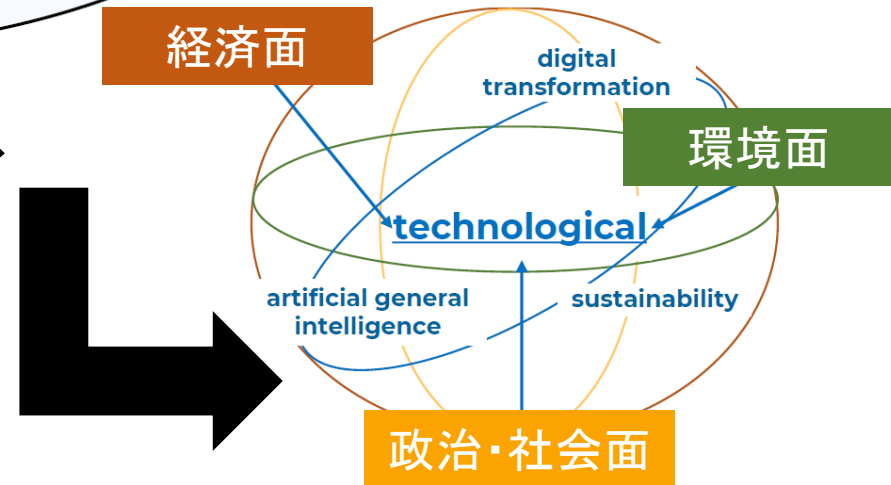 経済面
digital
transformation
環境面
technological
artificial general
intelligence
sustainability
政治・社会面